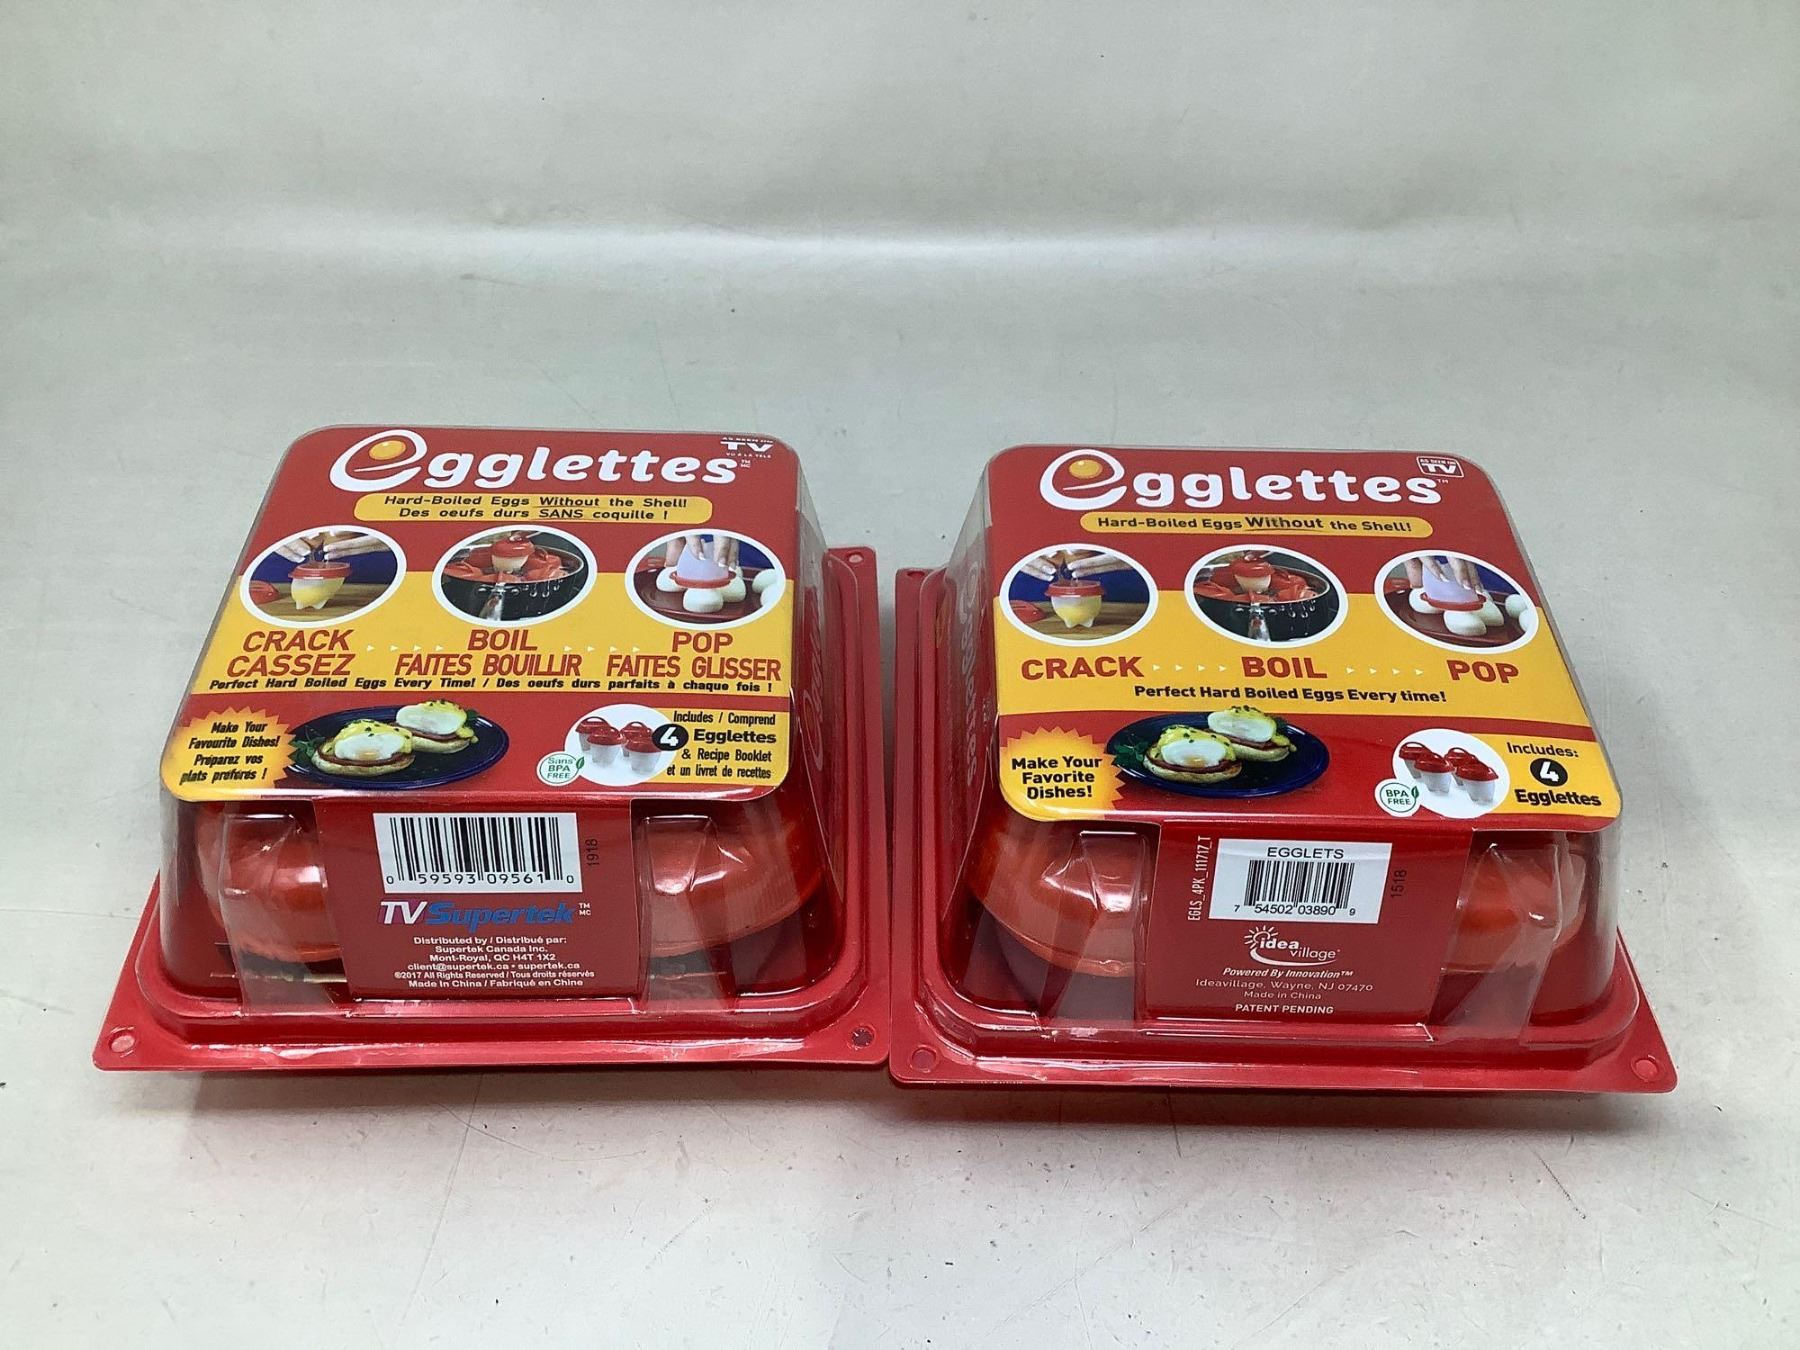 egglettes TM MC
AS SEEN ON
TV
VU À LA TÉLÉ
Hard-Boiled Eggs Without the Shell!
Des oeufs durs SANS coquille !
CRACK BOIL POP
CASSEZ FAITES BOUILLIR FAITES GLISSER
Perfect Hard Boiled Eggs Every Time! / Des oeufs durs parfaits à chaque fois !
Make Your
Favourite Dishes!
Préparez vos
plats préférés !
Sans
BPA
FREE
Includes / Comprend
4 Egglettes
& Recipe Booklet
et un livret de recettes
0 59593 09561 0
1918
TV Supertek TM MC
Distributed by / Distribué par:
Supertek Canada Inc.
Mont-Royal, QC H4T 1X2
client@supertek.ca • supertek.ca
©2017 All Rights Reserved / Tous droits réservés
Made In China / Fabriqué en Chine
egglettes TM
AS SEEN ON
TV
Hard-Boiled Eggs Without the Shell!
CRACK BOIL POP
Perfect Hard Boiled Eggs Every time!
Make Your
Favorite
Dishes!
BPA
FREE
Includes:
4
Egglettes
EGLS_4PK_111717_T
EGGLETS
7 54502 03890 9
1518
idea
village
Powered By Innovation™
Ideavillage, Wayne, NJ 07470
Made in China
PATENT PENDING